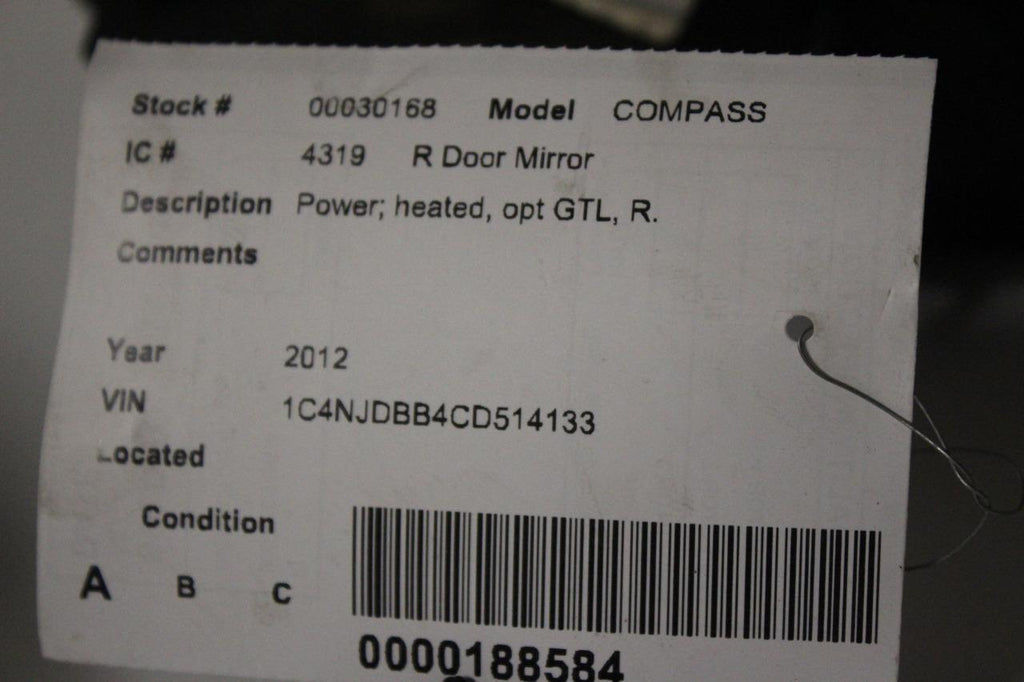 Stock # 00030168 Model COMPASS
IC # 4319 R Door Mirror
Description Power; heated, opt GTL, R.
Comments
Year 2012
VIN 1C4NJDBB4CD514133
Located
Condition
A B C
0000188584